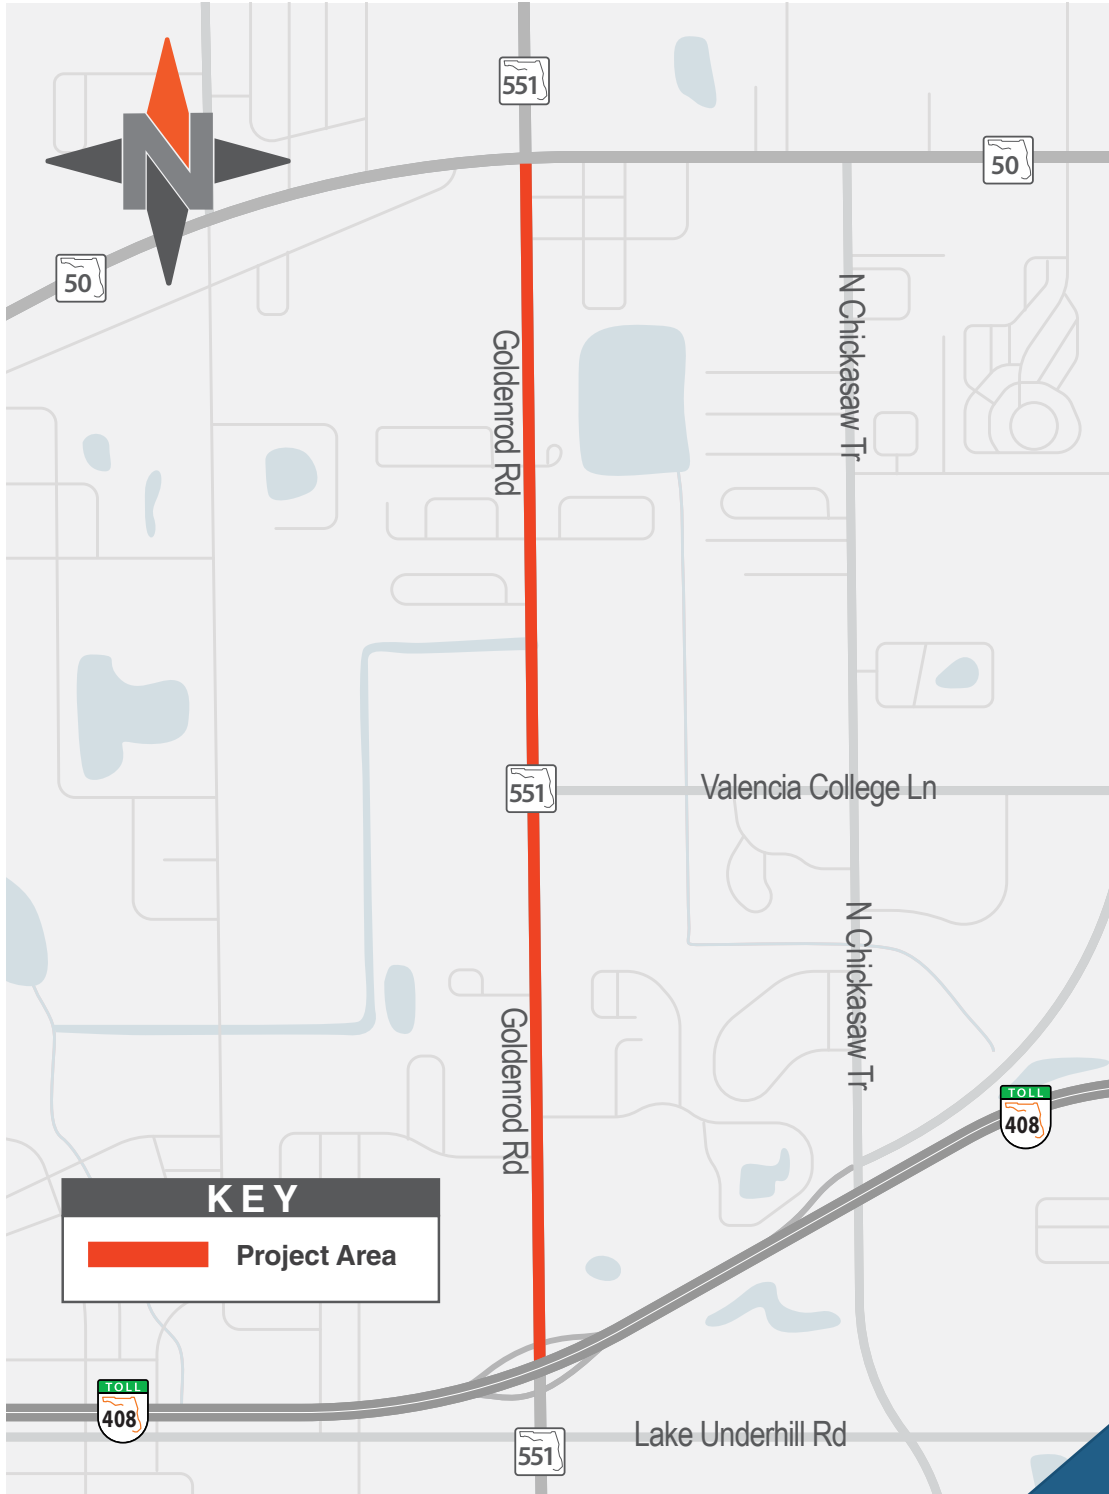 551
50
N
50
N Chickasaw Tr
Goldenrod Rd
551
Valencia College Ln
N Chickasaw Tr
Goldenrod Rd
TOLL
408
KEY
Project Area
TOLL
408
Lake Underhill Rd
551